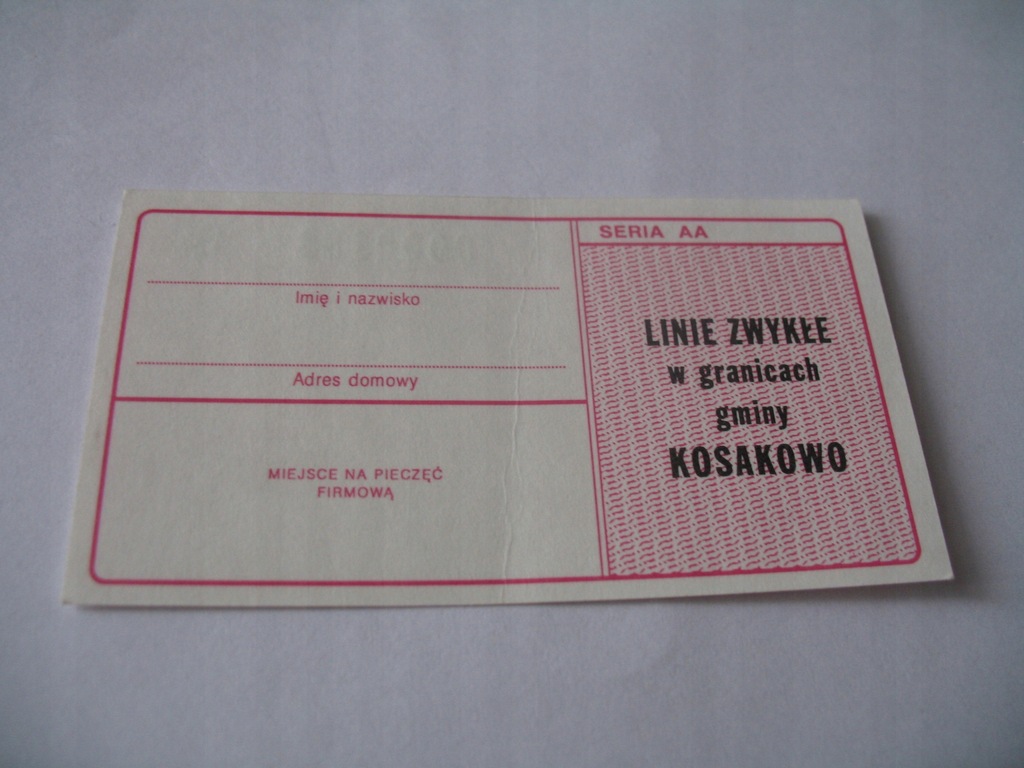 SERIA AA
Imię i nazwisko
Adres domowy
MIEJSCE NA PIECZĘĆ
FIRMOWĄ
LINIE ZWYKŁE
w granicach
gminy
KOSAKOWO